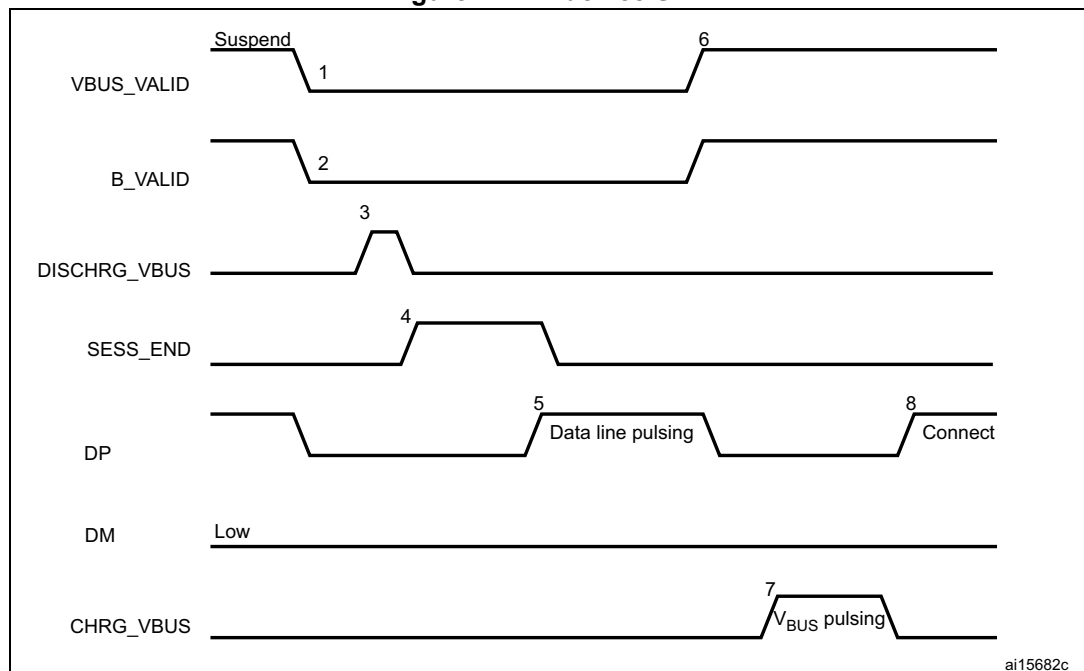 Suspend
6
VBUS_VALID
1
B_VALID
2
3
DISCHRG_VBUS
4
SESS_END
5
8
DP
Data line pulsing
Connect
DM
Low
7
CHRG_VBUS
VBUS pulsing
ai15682c